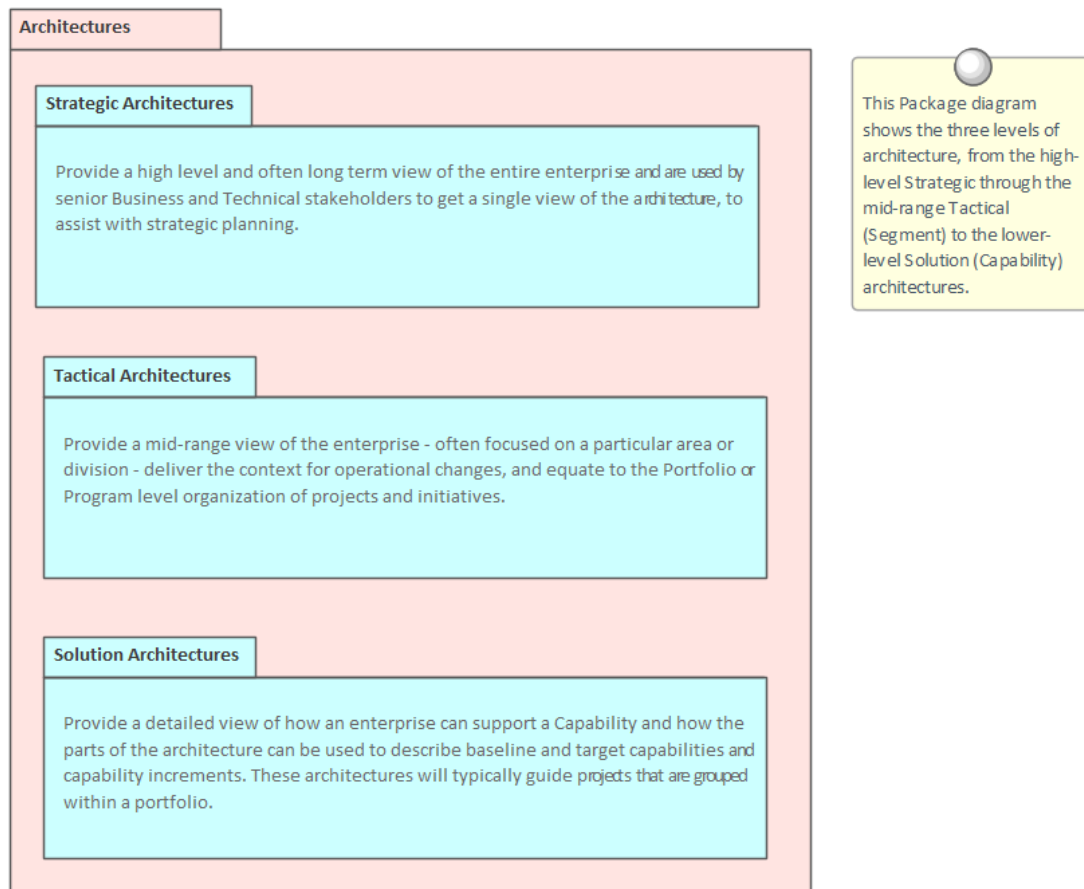 Architectures
Strategic Architectures
Provide a high level and often long term view of the entire enterprise and are used by
senior Business and Technical stakeholders to get a single view of the architecture, to
assist with strategic planning.
Tactical Architectures
Provide a mid-range view of the enterprise - often focused on a particular area or
division - deliver the context for operational changes, and equate to the Portfolio or
Program level organization of projects and initiatives.
Solution Architectures
Provide a detailed view of how an enterprise can support a Capability and how the
parts of the architecture can be used to describe baseline and target capabilities and
capability increments. These architectures will typically guide projects that are grouped
within a portfolio.
This Package diagram
shows the three levels of
architecture, from the high-
level Strategic through the
mid-range Tactical
(Segment) to the lower-
level Solution (Capability)
architectures.